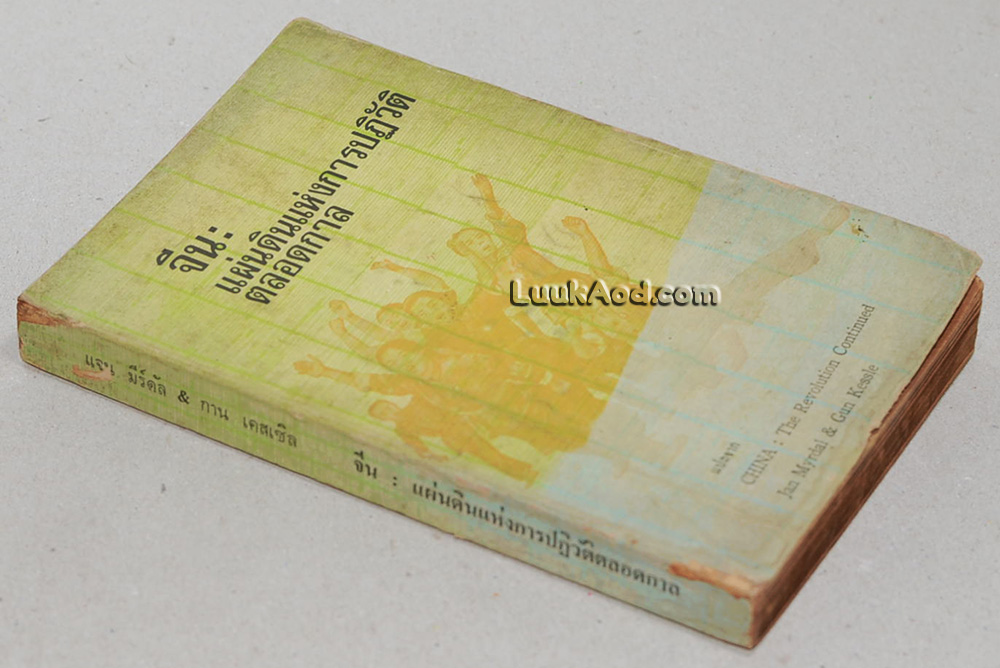 จีน:
แผ่นดินแห่งการปฏิวัติ
ตลอดกาล
LuukAod.com
แปลจาก
CHINA : The Revolution Continued
Jan Myrdal & Gun Kessle
แจน มีร์ดัล & กาน เคสเซิล
จีน : แผ่นดินแห่งการปฏิวัติตลอดกาล